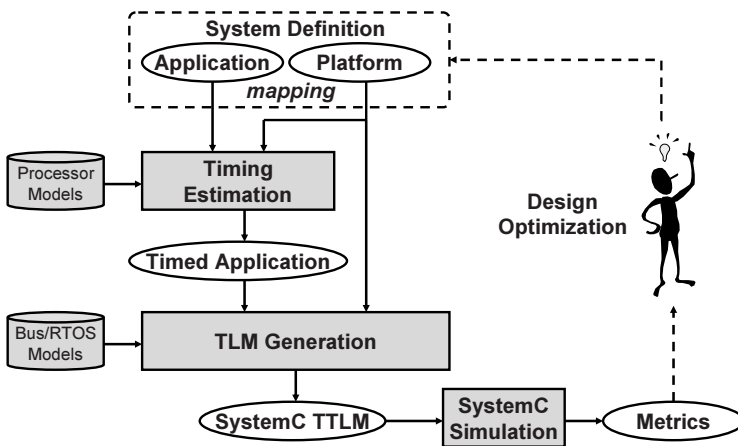 System Definition
Application
Platform
mapping
Processor
Models
Timing
Estimation
Design
Optimization
Timed Application
Bus/RTOS
Models
TLM Generation
SystemC TTLM
SystemC
Simulation
Metrics